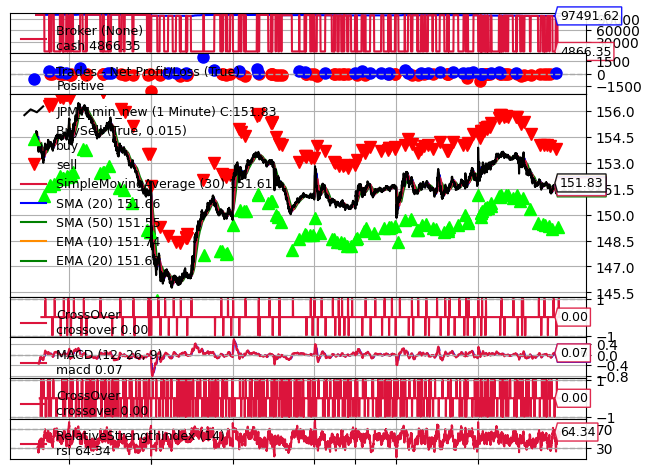 97491.62
60000
Broker (None)
cash 4866.35
4866.35
Trades - Net Profit/Loss (True)
1500
0
Positive
−1500
JPM_1min_new (1 Minute) C:151.83
156.0
BuySell (True, 0.015)
154.5
buy
sell
153.0
SimpleMovingAverage (30) 151.61
151.83
SMA (20) 151.66
150.0
SMA (50) 151.55
148.5
EMA (10) 151.74
EMA (20) 151.6
147.0
145.5
CrossOver
1
0.00
crossover 0.00
−1
MACD (12, 26, 9)
0.4
0.07
0.0
macd 0.07
−0.4
−0.8
CrossOver
1
0.00
crossover 0.00
−1
RelativeStrengthIndex (14)
64.34
70
rsi 64.34
30